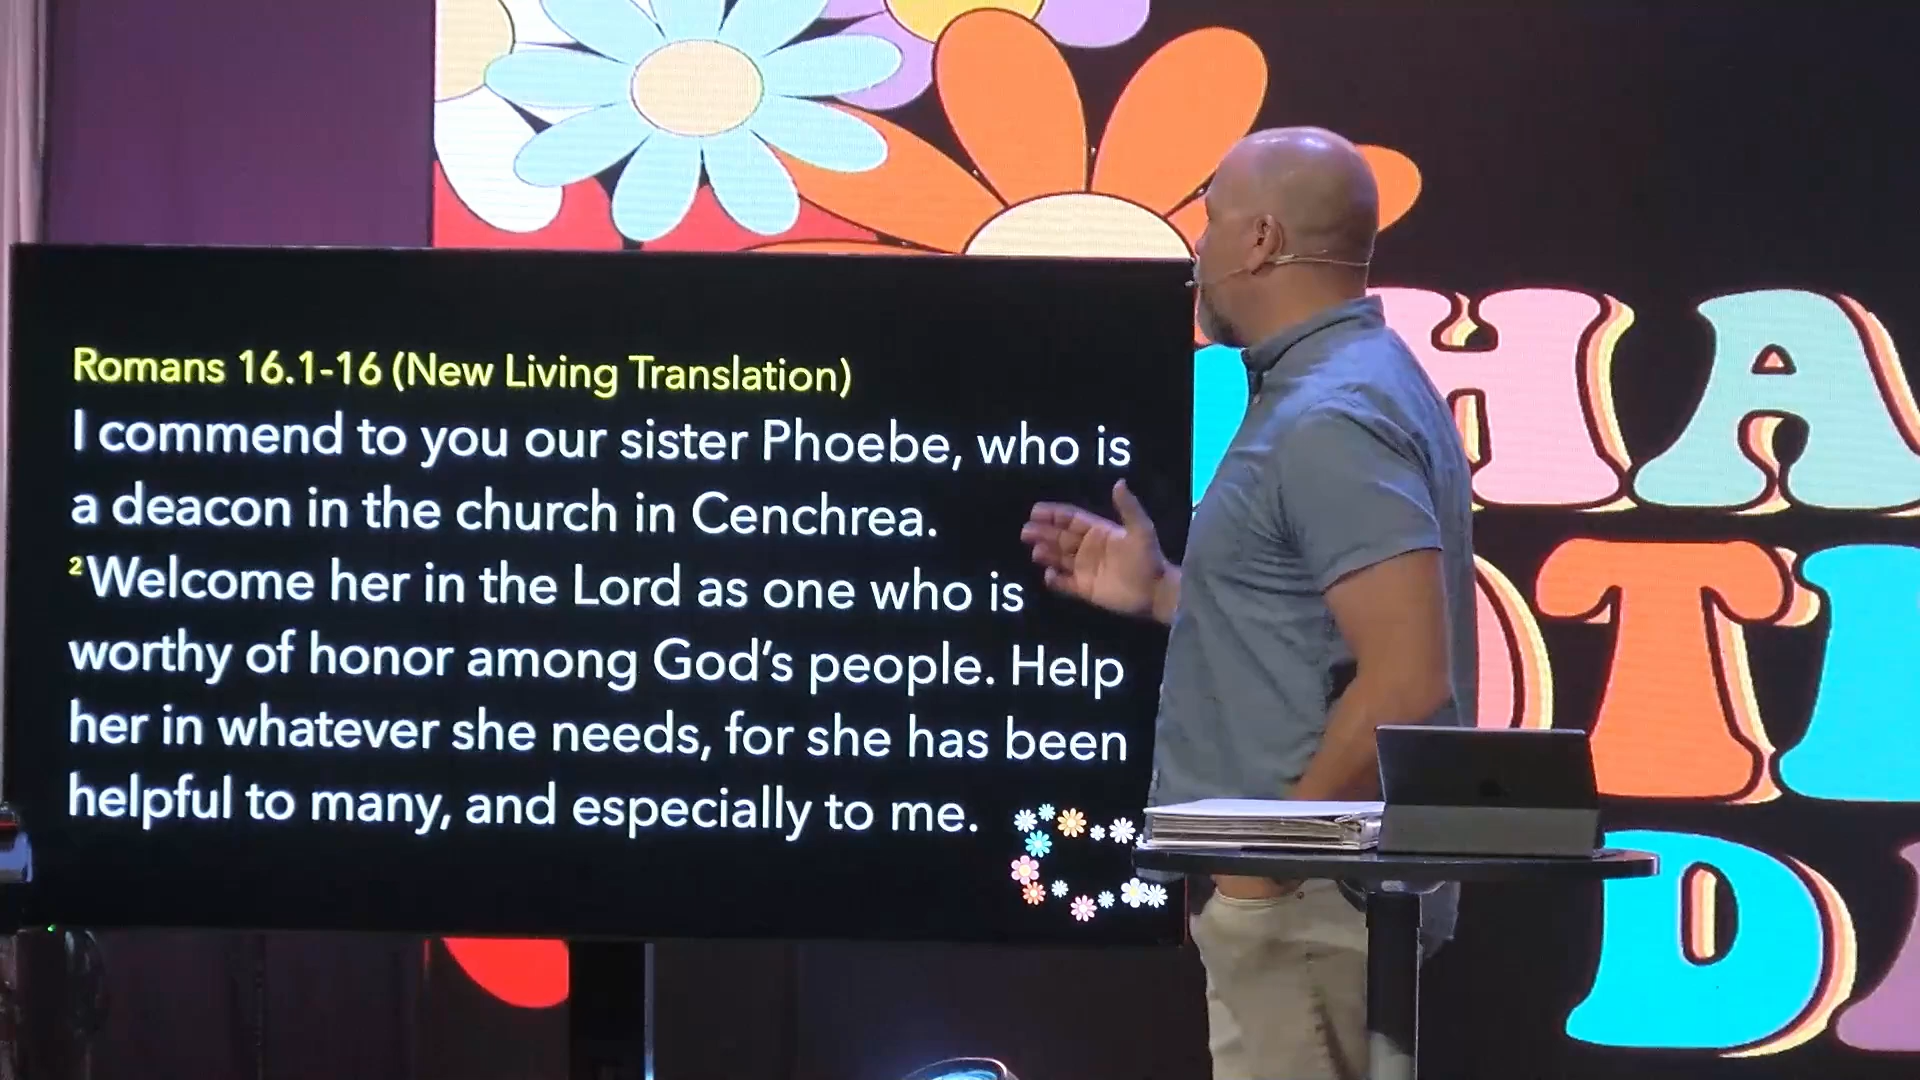 Romans 16.1-16 (New Living Translation)
I commend to you our sister Phoebe, who is
a deacon in the church in Cenchrea.
²Welcome her in the Lord as one who is
worthy of honor among God's people. Help
her in whatever she needs, for she has been
helpful to many, and especially to me.
HA
OT
D